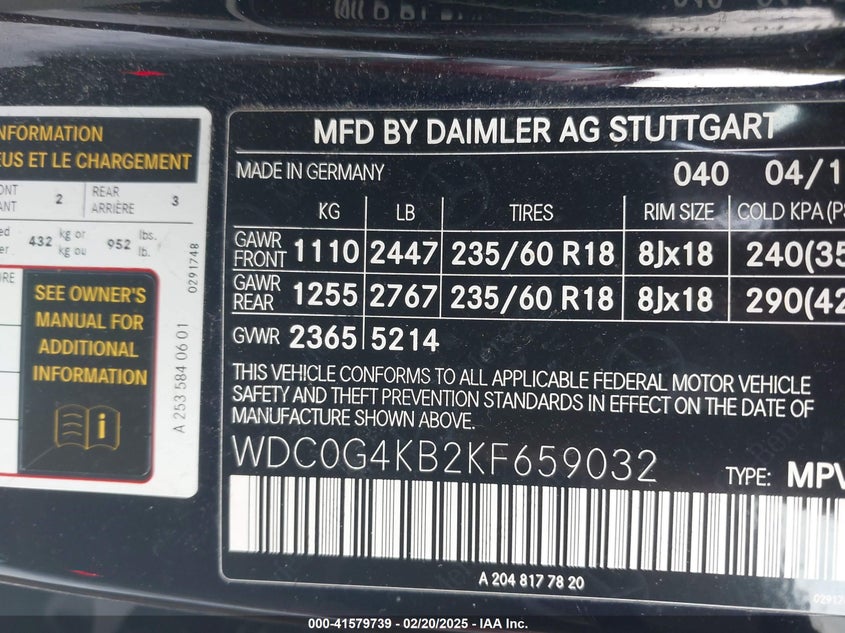 NFORMATION
EUS ET LE CHARGEMENT
2
REAR
ARRIÈRE
3
432 kg or
kg ou
952 lbs.
lb.
0291748
SEE OWNER'S
MANUAL FOR
ADDITIONAL
INFORMATION
A 253 584 06 01
MFD BY DAIMLER AG STUTTGART
MADE IN GERMANY 040 04/1
KG LB TIRES RIM SIZE COLD KPA(PS
GAWR
FRONT 1110 2447 235/60 R18 8Jx18 240(35
GAWR
REAR 1255 2767 235/60 R18 8Jx18 290(42
GVWR 2365 5214
THIS VEHICLE CONFORMS TO ALL APPLICABLE FEDERAL MOTOR VEHICLE
SAFETY AND THEFT PREVENTION STANDARDS IN EFFECT ON THE DATE OF
MANUFACTURE SHOWN ABOVE.
WDC0G4KB2KF659032
TYPE: MPV
A 204 817 78 20
000-41579739 - 02/20/2025 - IAA Inc.